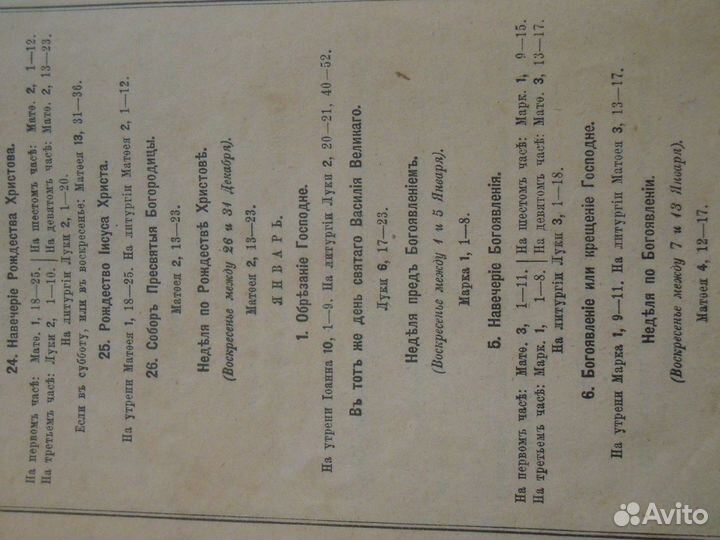 24. Навечеріе Рождества Христова.
На первомъ часѣ: Матѳ. 1, 18—25. || На шестомъ часѣ: Матѳ. 2, 1—12.
На третьемъ часѣ: Луки 2, 1—20. || На девятомъ часѣ: Матѳ. 2, 13—23.
На литургіи Луки 2, 1—20.
Если въ субботу, или въ воскресенье: Матѳея 13, 31—36.
25. Рождество Іисуса Христа.
На утрени Матѳея 1, 18—25. На литургіи Матѳея 2, 1—12.
26. Соборъ Пресвятыя Богородицы.
Матѳея 2, 13—23.
Недѣля по Рождествѣ Христовѣ.
(Воскресенье между 26 и 31 Декабря).
Матѳея 2, 13—23.
ЯНВАРЬ.
1. Обрѣзаніе Господне.
На утрени Іоанна 10, 1—9. На литургіи Луки 2, 20—21, 40—52.
Въ тотъ же день святаго Василія Великаго.
Луки 6, 17—23.
Недѣля предъ Богоявленіемъ.
(Воскресенье между 1 и 5 Января).
Марка 1, 1—8.
5. Навечеріе Богоявленія.
На первомъ часѣ: Матѳ. 3, 1—11. || На шестомъ часѣ: Марк. 1, 9—15.
На третьемъ часѣ: Марк. 1, 1—8. || На девятомъ часѣ: Матѳ. 3, 13—17.
На литургіи Луки 3, 1—18.
6. Богоявленіе или крещеніе Господне.
На утрени Марка 1, 9—11. На литургіи Матѳея 3, 13—17.
Недѣля по Богоявленіи.
(Воскресенье между 7 и 13 Января).
Матѳея 4, 12—17.
Avito